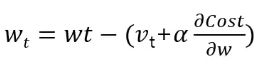 w_t = wt − (v_t+α ∂Cost/∂w)